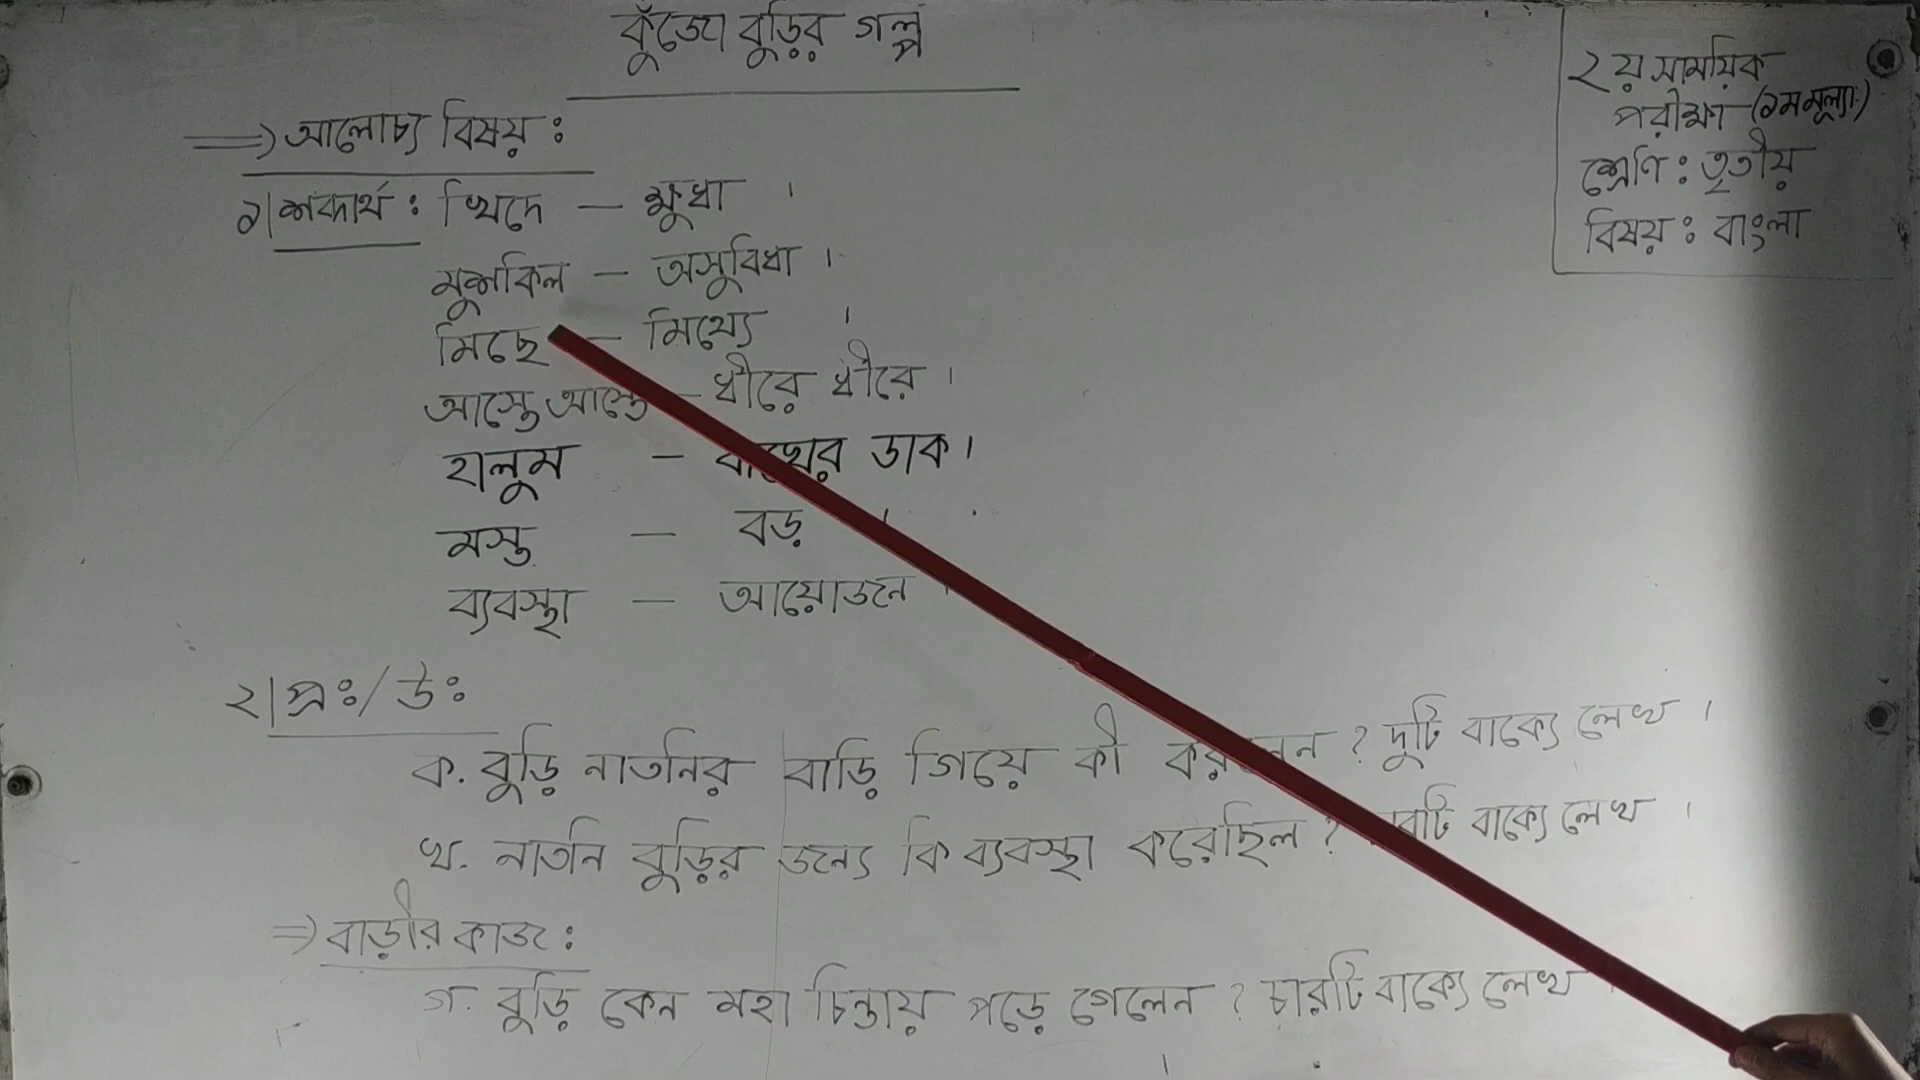 কুঁজো বুড়ির গল্প
২য় সাময়িক
পরীক্ষা (১ম মূল্যাঃ)
শ্রেণি : তৃতীয়
বিষয় : বাংলা
=> আলোচ্য বিষয় :
১| শব্দার্থ : খিদে — ক্ষুধা ।
মুশকিল — অসুবিধা ।
মিছে — মিথ্যে ।
আস্তে আস্তে — ধীরে ধীরে ।
হালুম — বাঘের ডাক ।
মস্ত — বড় ।
ব্যবস্থা — আয়োজন ।
২| প্রঃ/উঃ
ক. বুড়ি নাতনির বাড়ি গিয়ে কী ? দুটি বাক্যে লেখ ।
খ. নাতনি বুড়ির জন্য কি ব্যবস্থা করেছিল ? বাক্যে লেখ ।
=> বাড়ীর কাজ :
গ. বুড়ি কেন মহা চিন্তায় পড়ে গেলেন ? চারটি বাক্যে লেখ